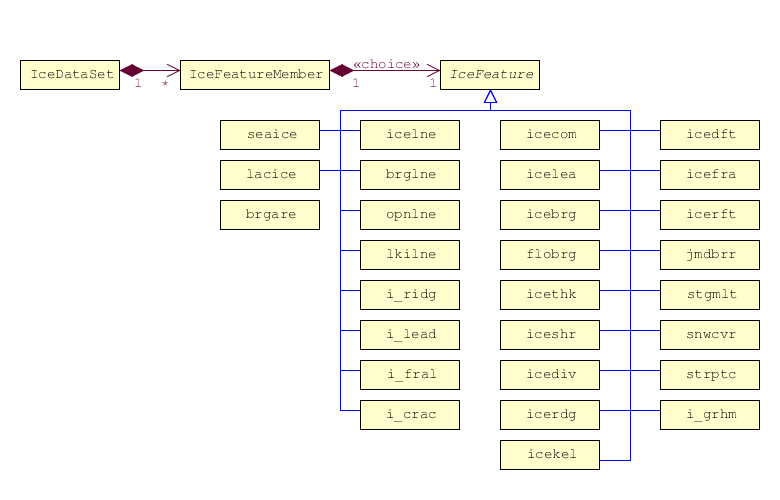 «choice»
IceDataSet IceFeatureMember IceFeature
1 * 1 1
seaice icelne icecom icedft
lacice brglne icelea icefra
brgare opnlne icebrg icerft
lkilne flobrg jmdbrr
i_ridg icethk stgmlt
i_lead iceshr snwcvr
i_fral icediv strptc
i_crac icerdg i_grhm
icekel